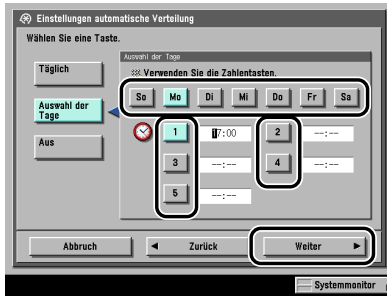 Einstellungen automatische Verteilung
Wählen Sie eine Taste.
Auswahl der Tage
Täglich
Verwenden Sie die Zahlentasten.
So Mo Di Mi Do Fr Sa
Auswahl der
Tage
1 17:00 2 --:--
Aus
3 --:-- 4 --:--
5 --:--
Abbruch ◄ Zurück Weiter ►
Systemmonitor